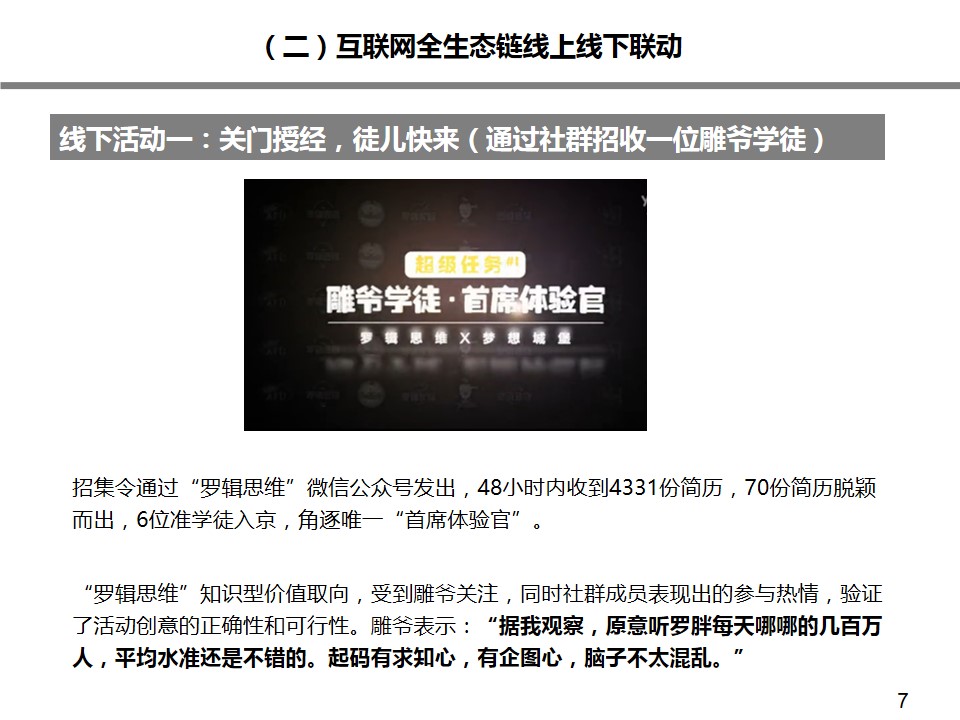 （二）互联网全生态链线上线下联动
线下活动一：关门授经，徒儿快来（通过社群招收一位雕爷学徒）
超级任务#1
雕爷学徒·首席体验官
罗辑思维X梦想城堡
招集令通过“罗辑思维”微信公众号发出，48小时内收到4331份简历，70份简历脱颖
而出，6位准学徒入京，角逐唯一“首席体验官”。
“罗辑思维”知识型价值取向，受到雕爷关注，同时社群成员表现出的参与热情，验证
了活动创意的正确性和可行性。雕爷表示：“据我观察，原意听罗胖每天哪哪的几百万
人，平均水准还是不错的。起码有求知心，有企图心，脑子不太混乱。”
7